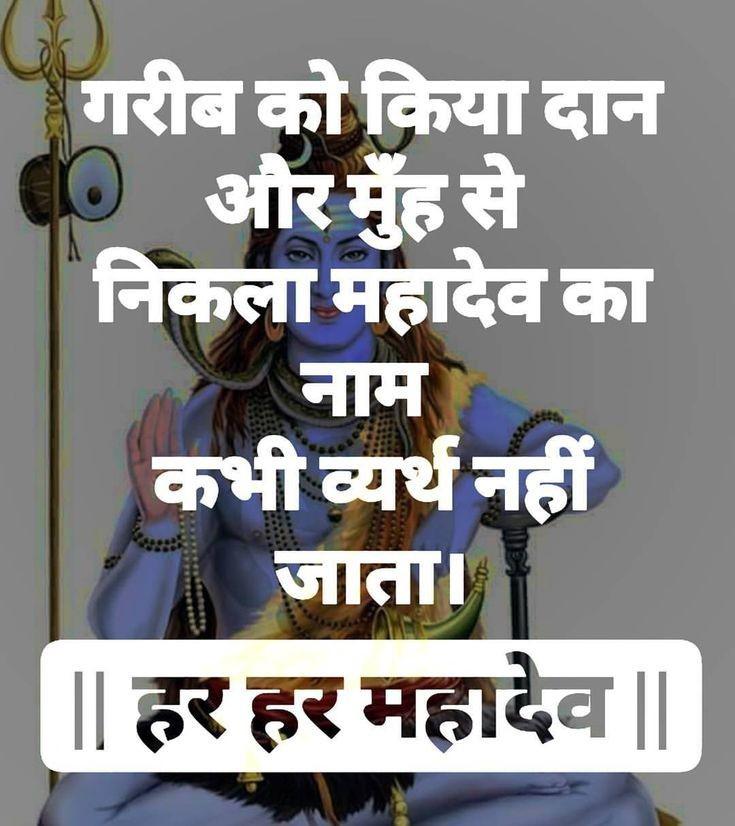 गरीब को किया दान
और मुँह से
निकला महादेव का
नाम
कभी व्यर्थ नहीं
जाता।
|| हर हर महादेव ||